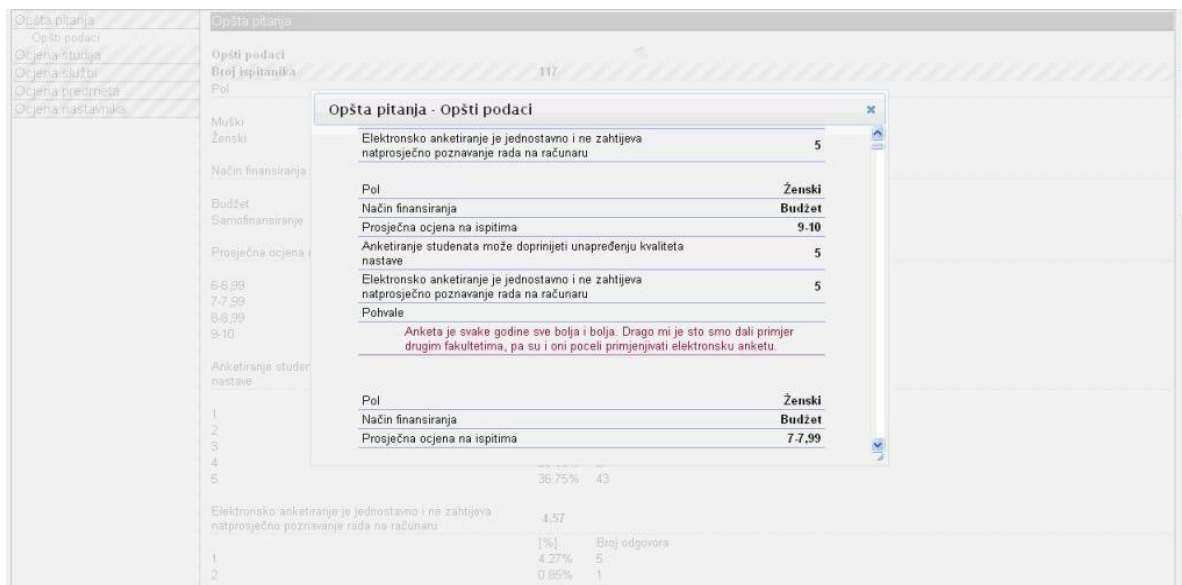 Opšta pitanja
Opšti podaci
Ocjena studija
Ocjena službi
Ocjena predmeta
Ocjena nastavnika
Opšta pitanja
Opšti podaci
Broj ispitanika 117
Pol
Muški
Ženski
Način finansiranja
Budžet
Samofinansiranje
Prosječna ocjena
6-6,99
7-7,99
8-8,99
9-10
Anketiranje
nastave
1
2
3
4
5 36.75% 43
Elektronsko anketiranje je jednostavno i ne zahtijeva
natprosječno poznavanje rada na računaru 4.57
[%] Broj odgovora
1 4.27% 5
2 0.85% 1
Opšta pitanja - Opšti podaci
Elektronsko anketiranje je jednostavno i ne zahtijeva
natprosječno poznavanje rada na računaru 5
Pol Ženski
Način finansiranja Budžet
Prosječna ocjena na ispitima 9-10
Anketiranje studenata može doprinijeti unapređenju kvaliteta
nastave 5
Elektronsko anketiranje je jednostavno i ne zahtijeva
natprosječno poznavanje rada na računaru 5
Pohvale
Anketa je svake godine sve bolja i bolja. Drago mi je sto smo dali primjer
drugim fakultetima, pa su i oni poceli primjenjivati elektronsku anketu.
Pol Ženski
Način finansiranja Budžet
Prosječna ocjena na ispitima 7-7,99